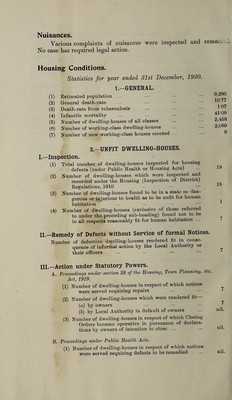 Nuisances.
Various complaints of nuisances were inspected and
No case has required legal action.
Housing Conditions.
Statistics for year ended 31st December, 1920.
1.—GENERAL.
(1) Estimated population ... 9,280
(2) General death-rate ... 10·77
(3) Death-rate from tuberculosis ... 1·07
(4) Infantile mortality ... 41·09
(5) Number of dwelling-houses of all classes ... 2,458
(6) Number of working-class dwelling-houses ... 2,089
(7) Number of new working-class houses erected ... 9
2.—UNFIT DWELLING-HOUSES.
I.—Inspection.
(1) Total number of dwelling-houses inspected for housing
defects (under Public Health or Housing Acts) ... 18
(2) Number of dwelling-houses which were inspected and
recorded under the Housing (Inspection of District)
Regulations, 1910 ... 18
(3) Number of dwelling-houses found to be in a state so dan-
gerous or injurious to health as to be unfit for human
habitation ... 1
(4) Number of dwelling-houses (exclusive of those referred
to under the preceding sub-heading) found not to be
in all respects reasonably fit for human habitation ... 7
II.—Remedy of Defects without Service of formal Notices.
Number of defective dwelling-houses rendered fit in conse-
quence of informal action by the Local Authority or
their officers ... 7
III.—Action under Statutory Powers.
A. Proceedings under section 28 of the Housing, Town Planning, etc.
Act, 1919.
(1) Number of dwelling-houses in respect of which notices
were served requiring repairs ... 7
(2) Number of dwelling-houses which were rendered fit—
(a) by owners ... 7
(b) by Local Authority in default of owners ... nil.
(3) Number of dwelling-houses in respect of which Closing
Orders became operative in pursuance of declara-
tions by owners of intention to close ... nil.
B. Proceedings under Public Health Acts.
(1) Number of dwelling-houses in respect of which notices
were served requiring defects to be remedied ... nil.